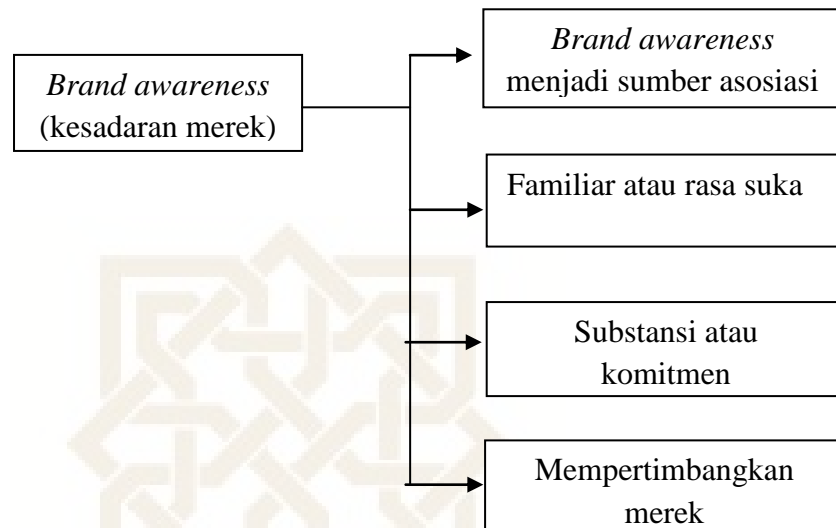 Brand awareness
(kesadaran merek)
Brand awareness
menjadi sumber asosiasi
Familiar atau rasa suka
Substansi atau
komitmen
Mempertimbangkan
merek